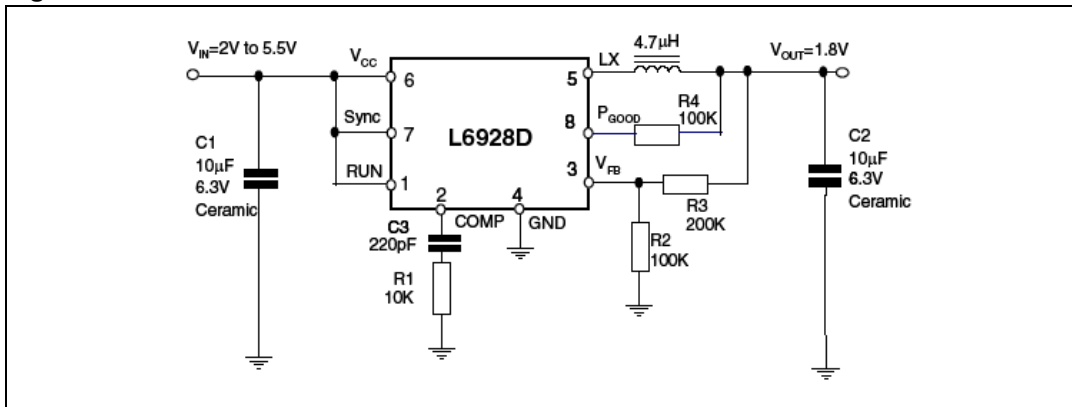 V_IN=2V to 5.5V
V_CC
6
Sync
7
RUN
1
L6928D
2
COMP
4
GND
5
LX
4.7µH
8
P_GOOD
R4
100K
3
V_FB
R3
200K
R2
100K
V_OUT=1.8V
C1
10µF
6.3V
Ceramic
C2
10µF
6.3V
Ceramic
C3
220pF
R1
10K